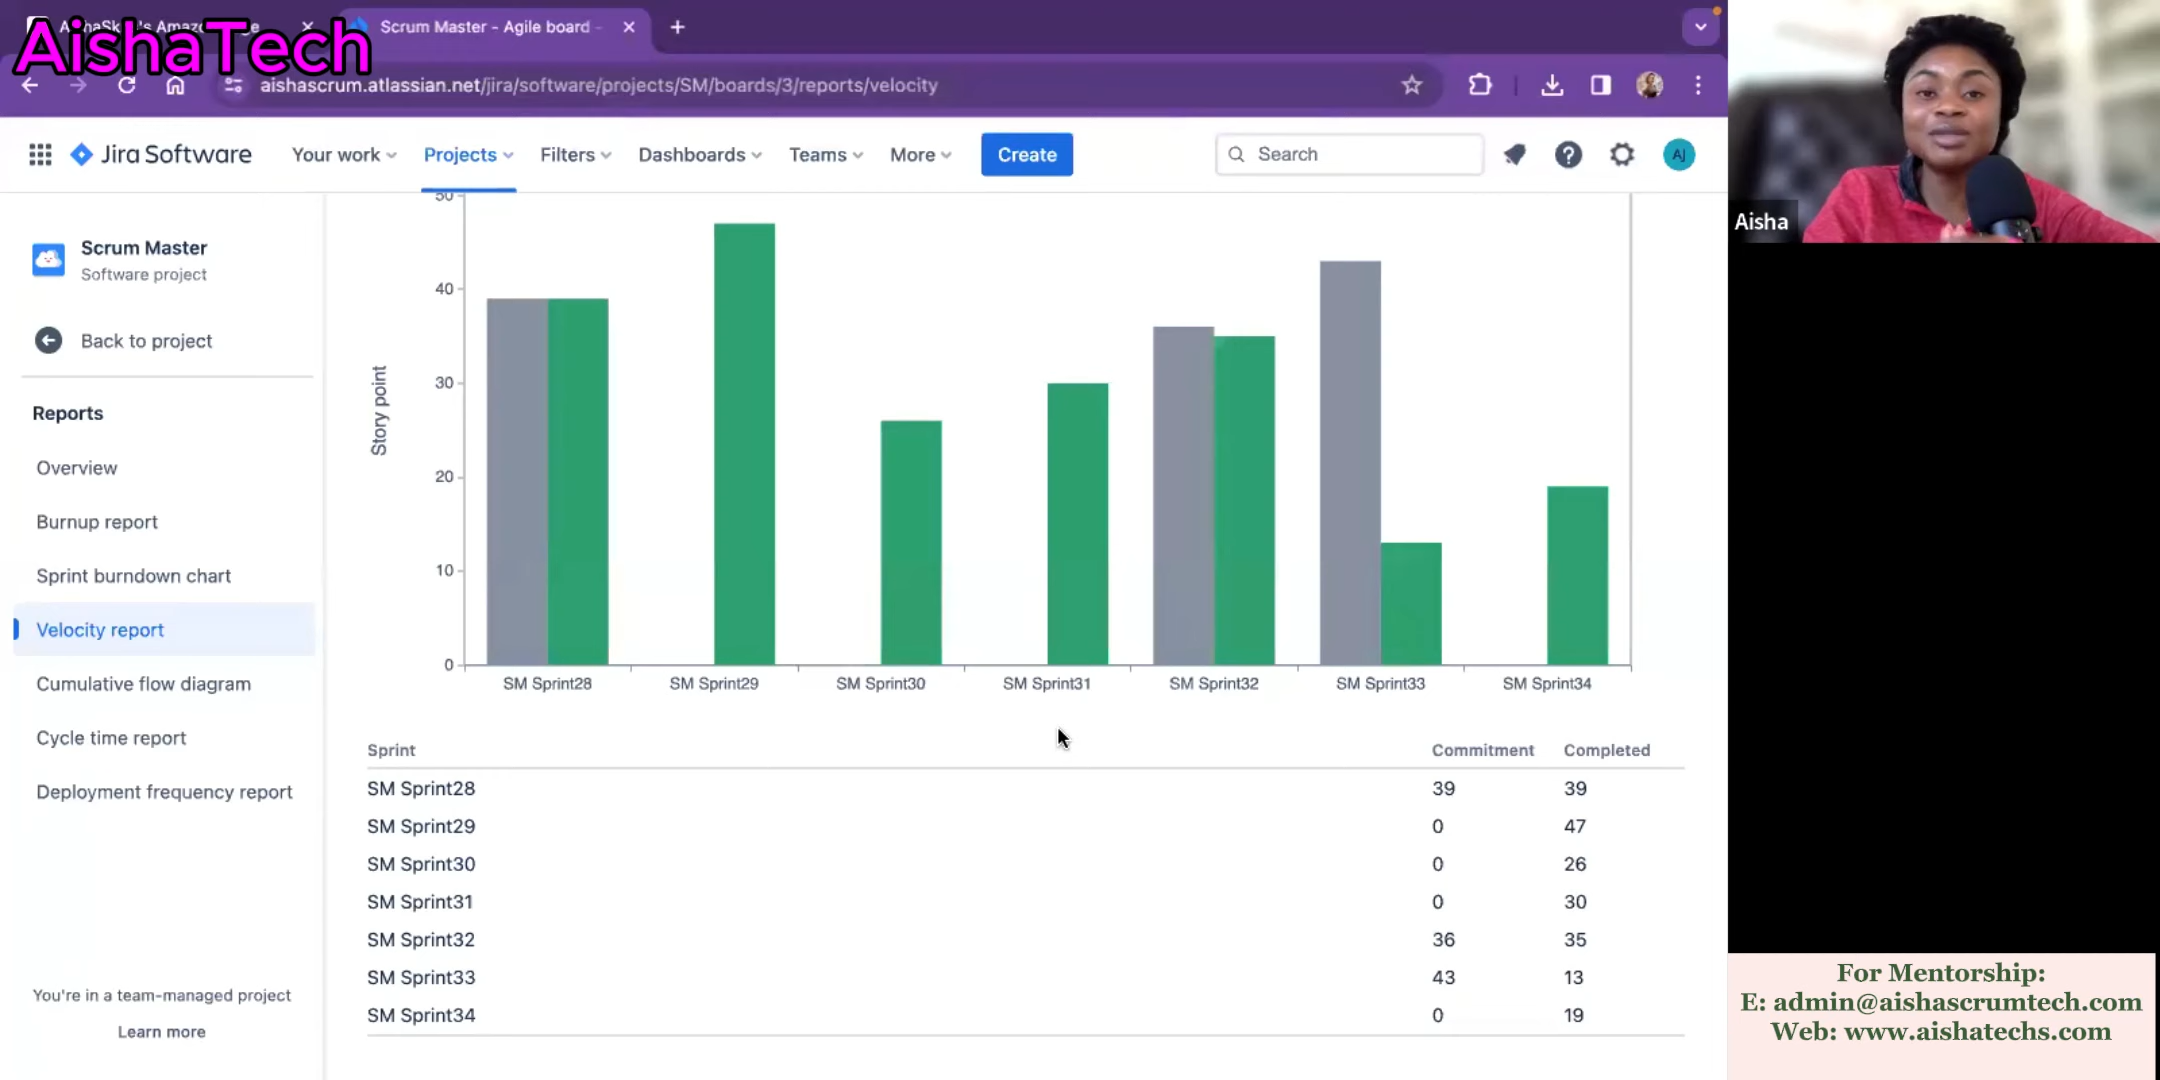 AishaTech
Scrum Master - Agile board -
aishascrum.atlassian.net/jira/software/projects/SM/boards/3/reports/velocity
Jira Software
Your work
Projects
Filters
Dashboards
Teams
More
Create
Search
AJ
Aisha
Scrum Master
Software project
Back to project
Reports
Overview
Burnup report
Sprint burndown chart
Velocity report
Cumulative flow diagram
Cycle time report
Deployment frequency report
You're in a team-managed project
Learn more
Story point
50
40
30
20
10
0
SM Sprint28
SM Sprint29
SM Sprint30
SM Sprint31
SM Sprint32
SM Sprint33
SM Sprint34
Sprint Commitment Completed
SM Sprint28 39 39
SM Sprint29 0 47
SM Sprint30 0 26
SM Sprint31 0 30
SM Sprint32 36 35
SM Sprint33 43 13
SM Sprint34 0 19
For Mentorship:
E: admin@aishascrumtech.com
Web: www.aishatechs.com